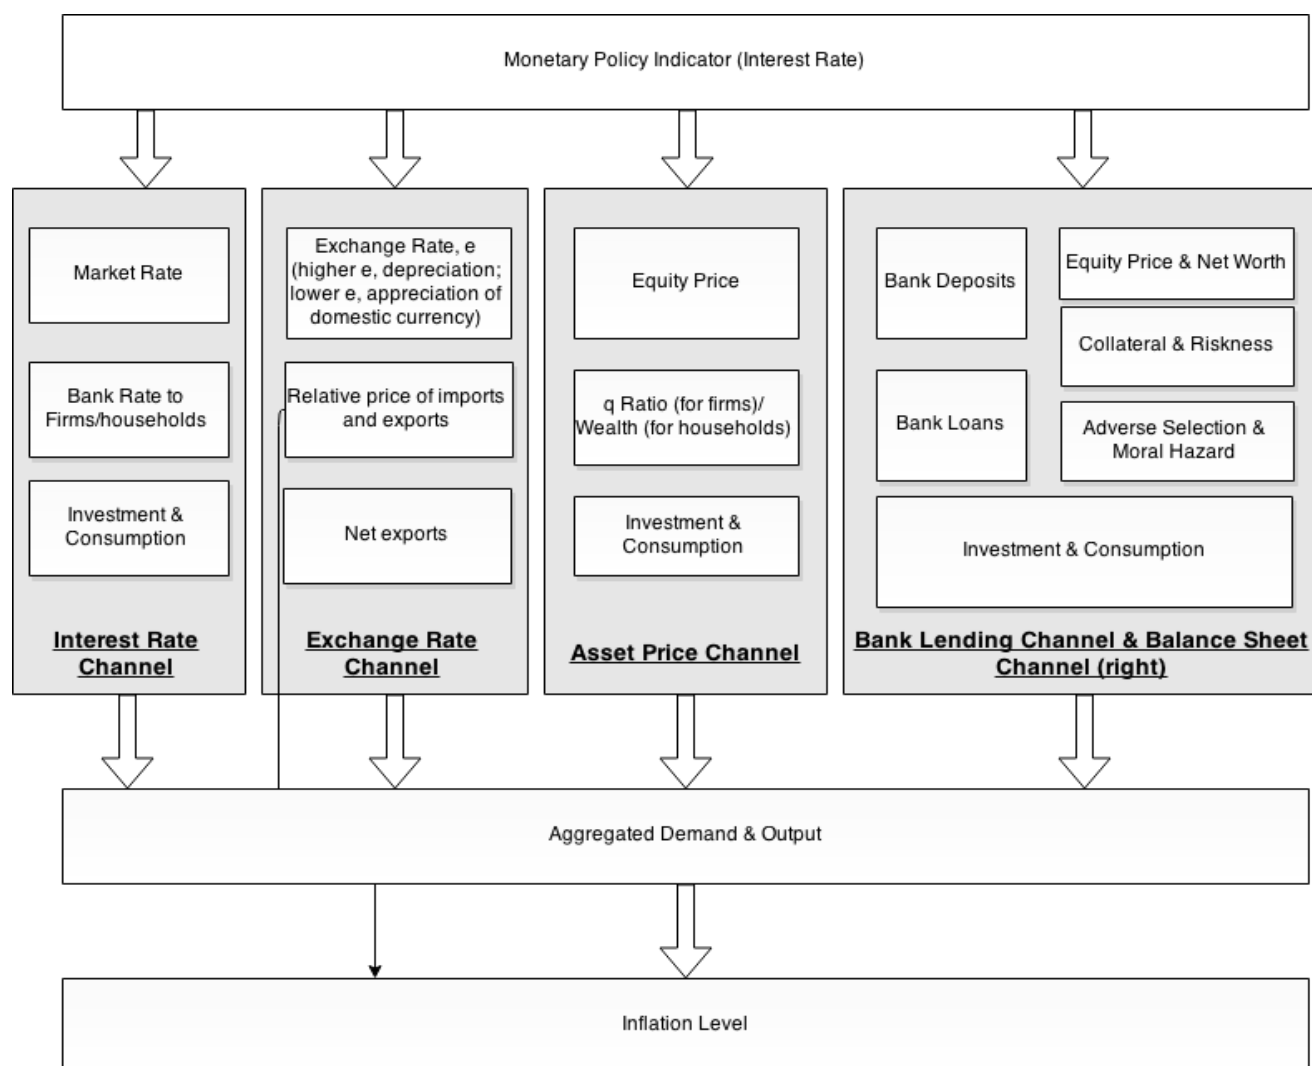 Monetary Policy Indicator (Interest Rate)
Market Rate
Bank Rate to
Firms/households
Investment &
Consumption
Interest Rate
Channel
Exchange Rate, e
(higher e, depreciation;
lower e, appreciation of
domestic currency)
Relative price of imports
and exports
Net exports
Exchange Rate
Channel
Equity Price
q Ratio (for firms)/
Wealth (for households)
Investment &
Consumption
Asset Price Channel
Bank Deposits
Bank Loans
Equity Price & Net Worth
Collateral & Riskness
Adverse Selection &
Moral Hazard
Investment & Consumption
Bank Lending Channel & Balance Sheet
Channel (right)
Aggregated Demand & Output
Inflation Level